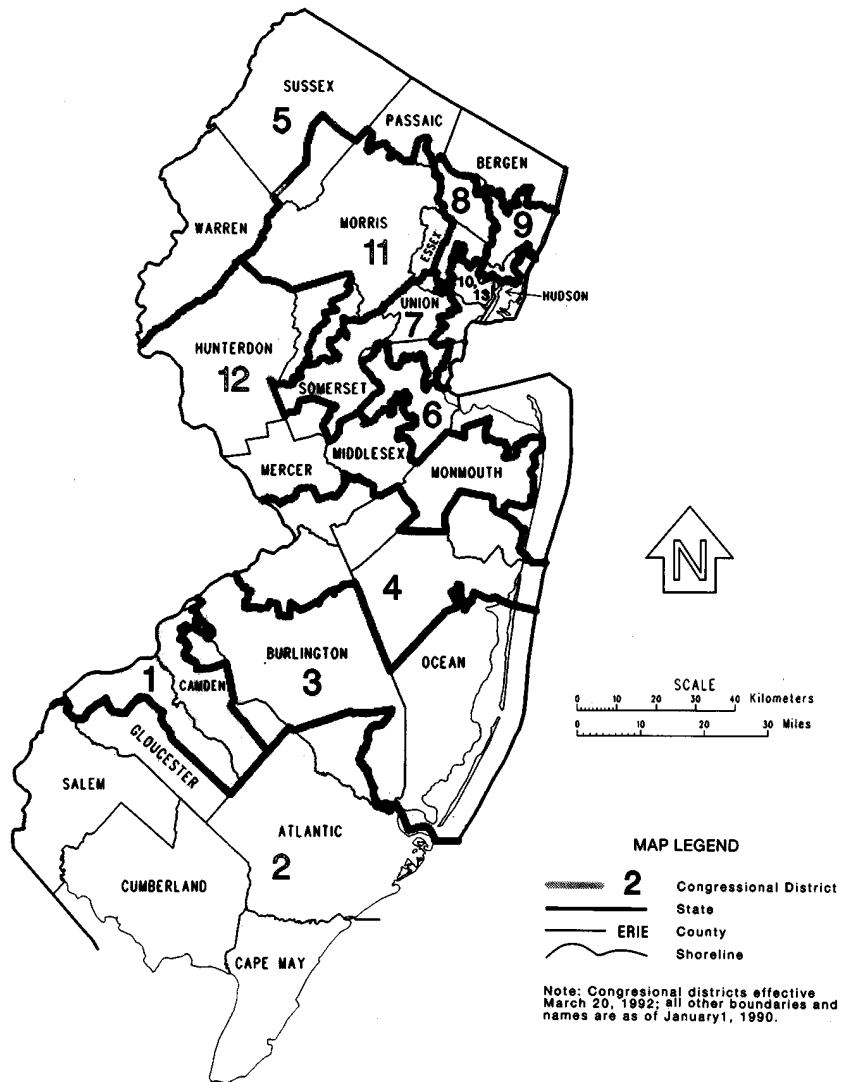 SUSSEX
5
PASSAIC
BERGEN
8
9
WARREN
MORRIS
11
ESSEX
10
13
HUDSON
UNION
7
HUNTERDON
12
SOMERSET
6
MIDDLESEX
MERCER
MONMOUTH
N
4
BURLINGTON
3
OCEAN
1
CAMDEN
SCALE
0 10 20 30 40 Kilometers
0 10 20 30 Miles
GLOUCESTER
SALEM
ATLANTIC
2
CUMBERLAND
CAPE MAY
MAP LEGEND
2 Congressional District
State
ERIE County
Shoreline
Note: Congresional districts effective
March 20, 1992; all other boundaries and
names are as of January1, 1990.